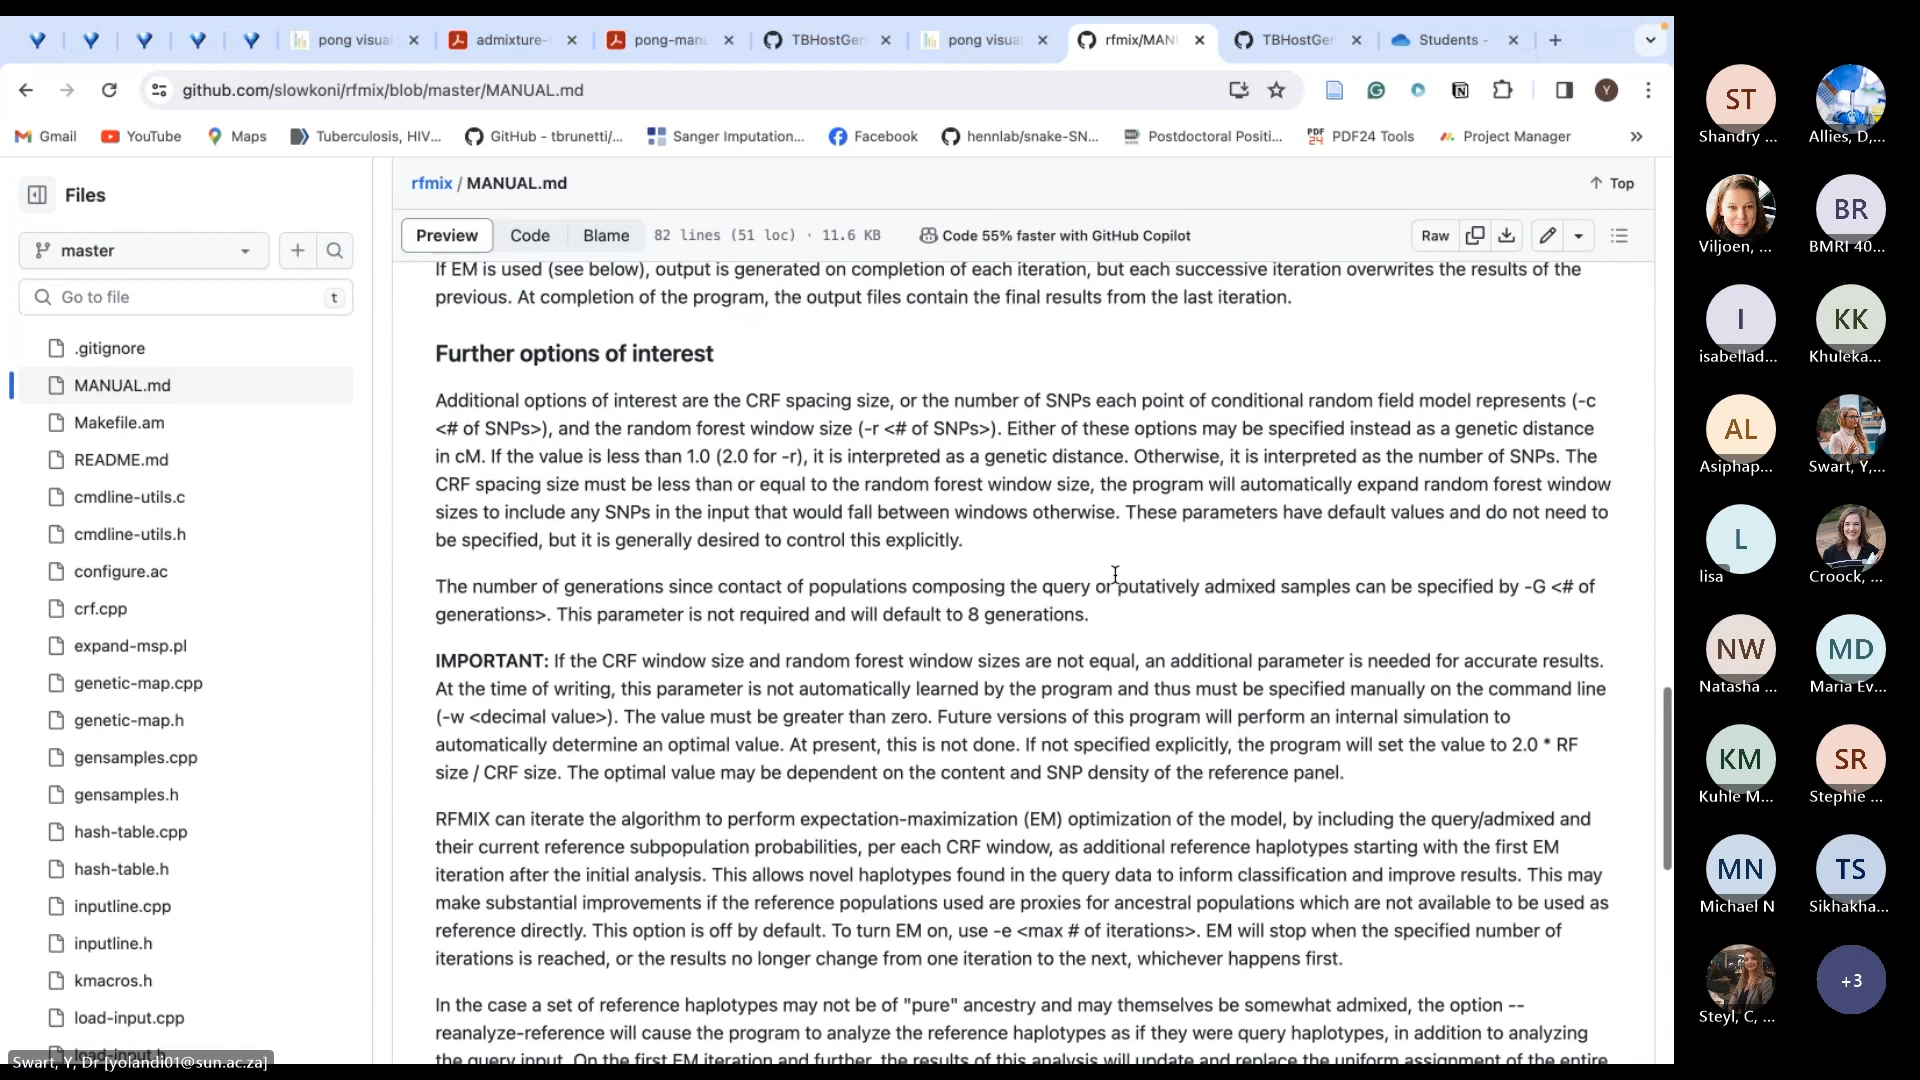 pong visua
admixture-
pong-man
TBHostGen
pong visua
rfmix/MAN
TBHostGen
Students -
github.com/slowkoni/rfmix/blob/master/MANUAL.md
Y
Gmail
YouTube
Maps
Tuberculosis, HIV...
GitHub - tbrunetti/...
Sanger Imputation...
Facebook
hennlab/snake-SN...
Postdoctoral Positi...
PDF24 Tools
Project Manager
Files
master
Go to file
t
.gitignore
MANUAL.md
Makefile.am
README.md
cmdline-utils.c
cmdline-utils.h
configure.ac
crf.cpp
expand-msp.pl
genetic-map.cpp
genetic-map.h
gensamples.cpp
gensamples.h
hash-table.cpp
hash-table.h
inputline.cpp
inputline.h
kmacros.h
load-input.cpp
load-input.h
rfmix / MANUAL.md
Top
Preview
Code
Blame
82 lines (51 loc) · 11.6 KB
Code 55% faster with GitHub Copilot
Raw
If EM is used (see below), output is generated on completion of each iteration, but each successive iteration overwrites the results of the
previous. At completion of the program, the output files contain the final results from the last iteration.
Further options of interest
Additional options of interest are the CRF spacing size, or the number of SNPs each point of conditional random field model represents (-c
<# of SNPs>), and the random forest window size (-r <# of SNPs>). Either of these options may be specified instead as a genetic distance
in cM. If the value is less than 1.0 (2.0 for -r), it is interpreted as a genetic distance. Otherwise, it is interpreted as the number of SNPs. The
CRF spacing size must be less than or equal to the random forest window size, the program will automatically expand random forest window
sizes to include any SNPs in the input that would fall between windows otherwise. These parameters have default values and do not need to
be specified, but it is generally desired to control this explicitly.
The number of generations since contact of populations composing the query or putatively admixed samples can be specified by -G <# of
generations>. This parameter is not required and will default to 8 generations.
IMPORTANT: If the CRF window size and random forest window sizes are not equal, an additional parameter is needed for accurate results.
At the time of writing, this parameter is not automatically learned by the program and thus must be specified manually on the command line
(-w <decimal value>). The value must be greater than zero. Future versions of this program will perform an internal simulation to
automatically determine an optimal value. At present, this is not done. If not specified explicitly, the program will set the value to 2.0 * RF
size / CRF size. The optimal value may be dependent on the content and SNP density of the reference panel.
RFMIX can iterate the algorithm to perform expectation-maximization (EM) optimization of the model, by including the query/admixed and
their current reference subpopulation probabilities, per each CRF window, as additional reference haplotypes starting with the first EM
iteration after the initial analysis. This allows novel haplotypes found in the query data to inform classification and improve results. This may
make substantial improvements if the reference populations used are proxies for ancestral populations which are not available to be used as
reference directly. This option is off by default. To turn EM on, use -e <max # of iterations>. EM will stop when the specified number of
iterations is reached, or the results no longer change from one iteration to the next, whichever happens first.
In the case a set of reference haplotypes may not be of "pure" ancestry and may themselves be somewhat admixed, the option --
reanalyze-reference will cause the program to analyze the reference haplotypes as if they were query haplotypes, in addition to analyzing
the query input. On the first EM iteration and further, the results of this analysis will update and replace the uniform assignment of the entire
Swart, Y, Dr [yolandi01@sun.ac.za]
ST
Shandry ...
Allies, D,...
Viljoen, ...
BR
BMRI 40...
I
isabellad...
KK
Khuleka...
AL
Asiphap...
Swart, Y,...
L
lisa
Croock, ...
NW
Natasha ...
MD
Maria Ev...
KM
Kuhle M...
SR
Stephie ...
MN
Michael N
TS
Sikhakha...
Steyl, C, ...
+3